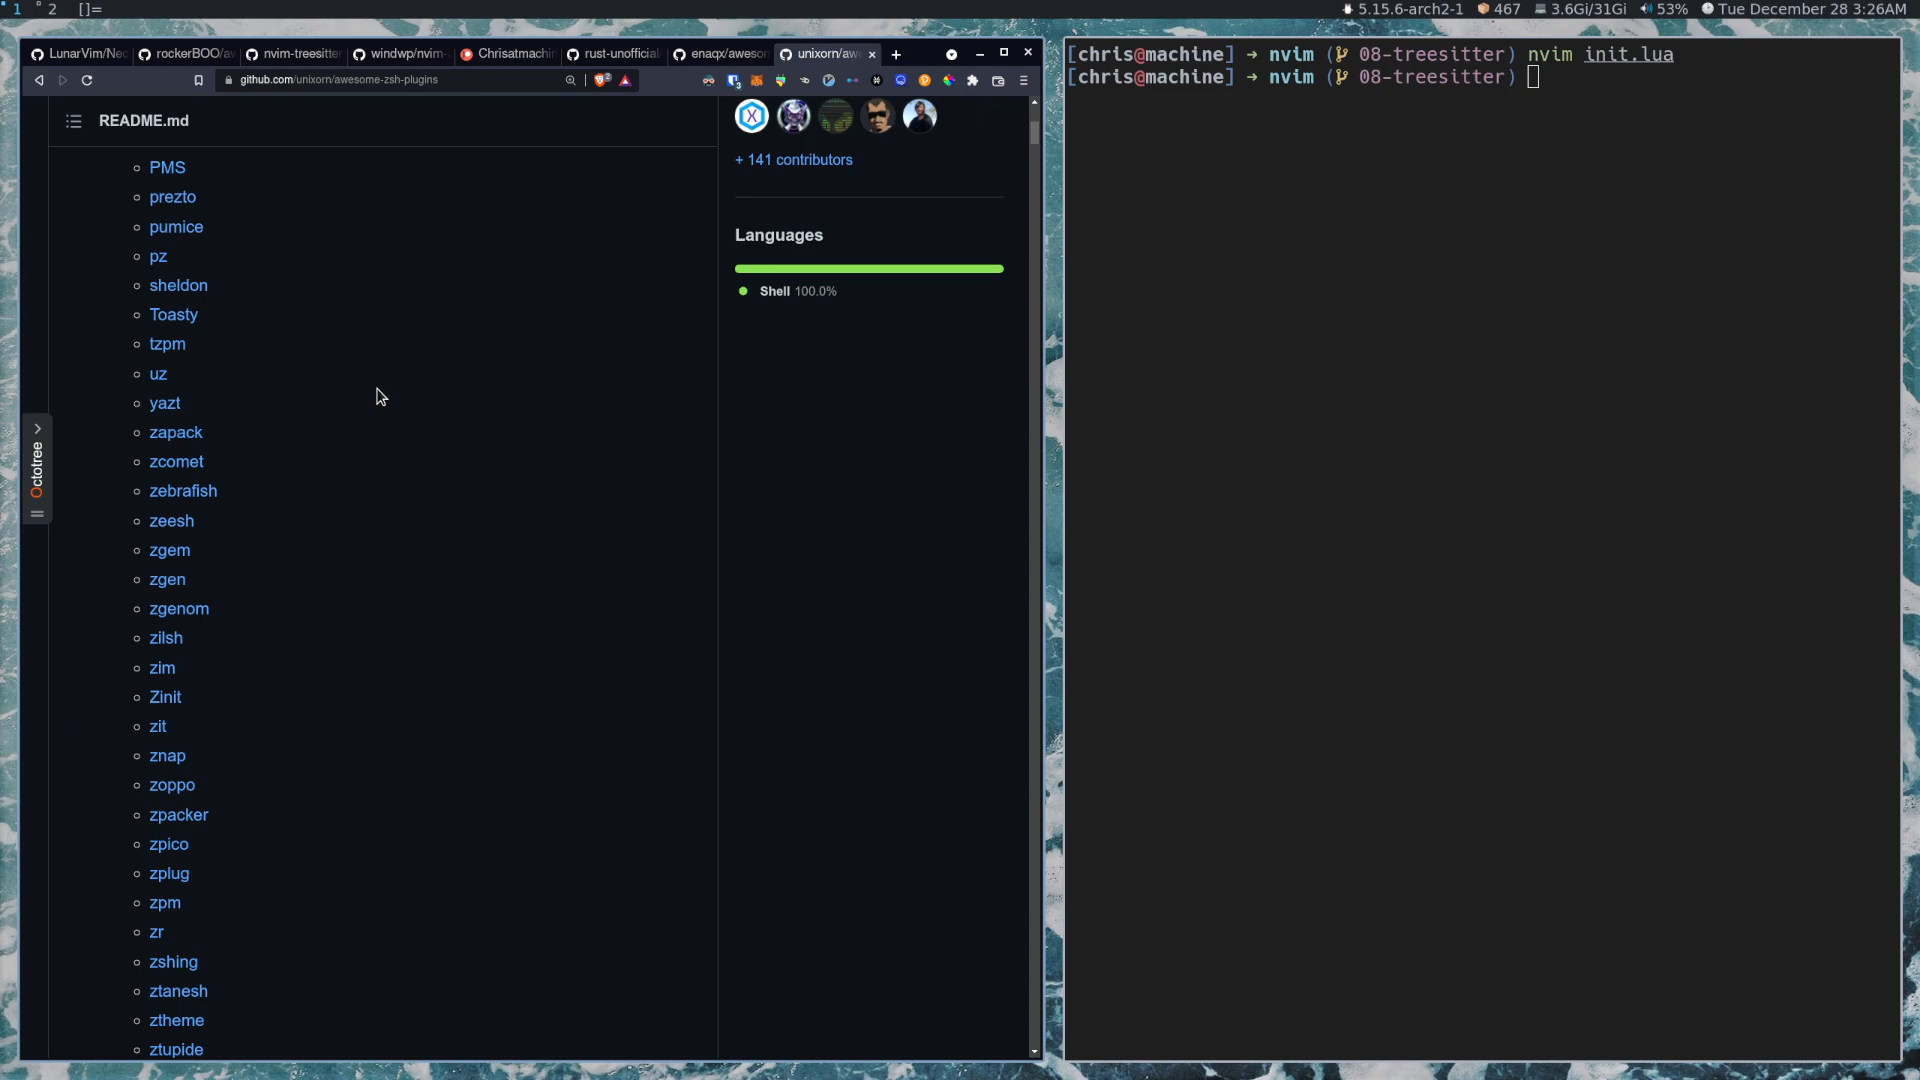 1 2 []= 5.15.6-arch2-1 467 3.6Gi/31Gi 53% Tue December 28 3:26AM
LunarVim/Neo rockerBOO/aw nvim-treesitte windwp/nvim- Chrisatmachin rust-unofficial enaqx/aweson unixorn/aw
github.com/unixorn/awesome-zsh-plugins
README.md
PMS
prezto
pumice
pz
sheldon
Toasty
tzpm
uz
yazt
zapack
zcomet
zebrafish
zeesh
zgem
zgen
zgenom
zilsh
zim
Zinit
zit
znap
zoppo
zpacker
zpico
zplug
zpm
zr
zshing
ztanesh
ztheme
ztupide
Octotree
+ 141 contributors
Languages
Shell 100.0%
[chris@machine] → nvim ( 08-treesitter) nvim init.lua
[chris@machine] → nvim ( 08-treesitter)